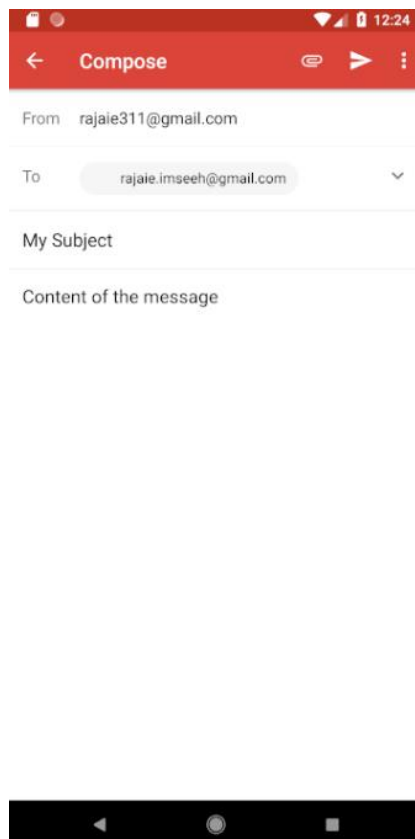 12:24
Compose
From rajaie311@gmail.com
To rajaie.imseeh@gmail.com
My Subject
Content of the message